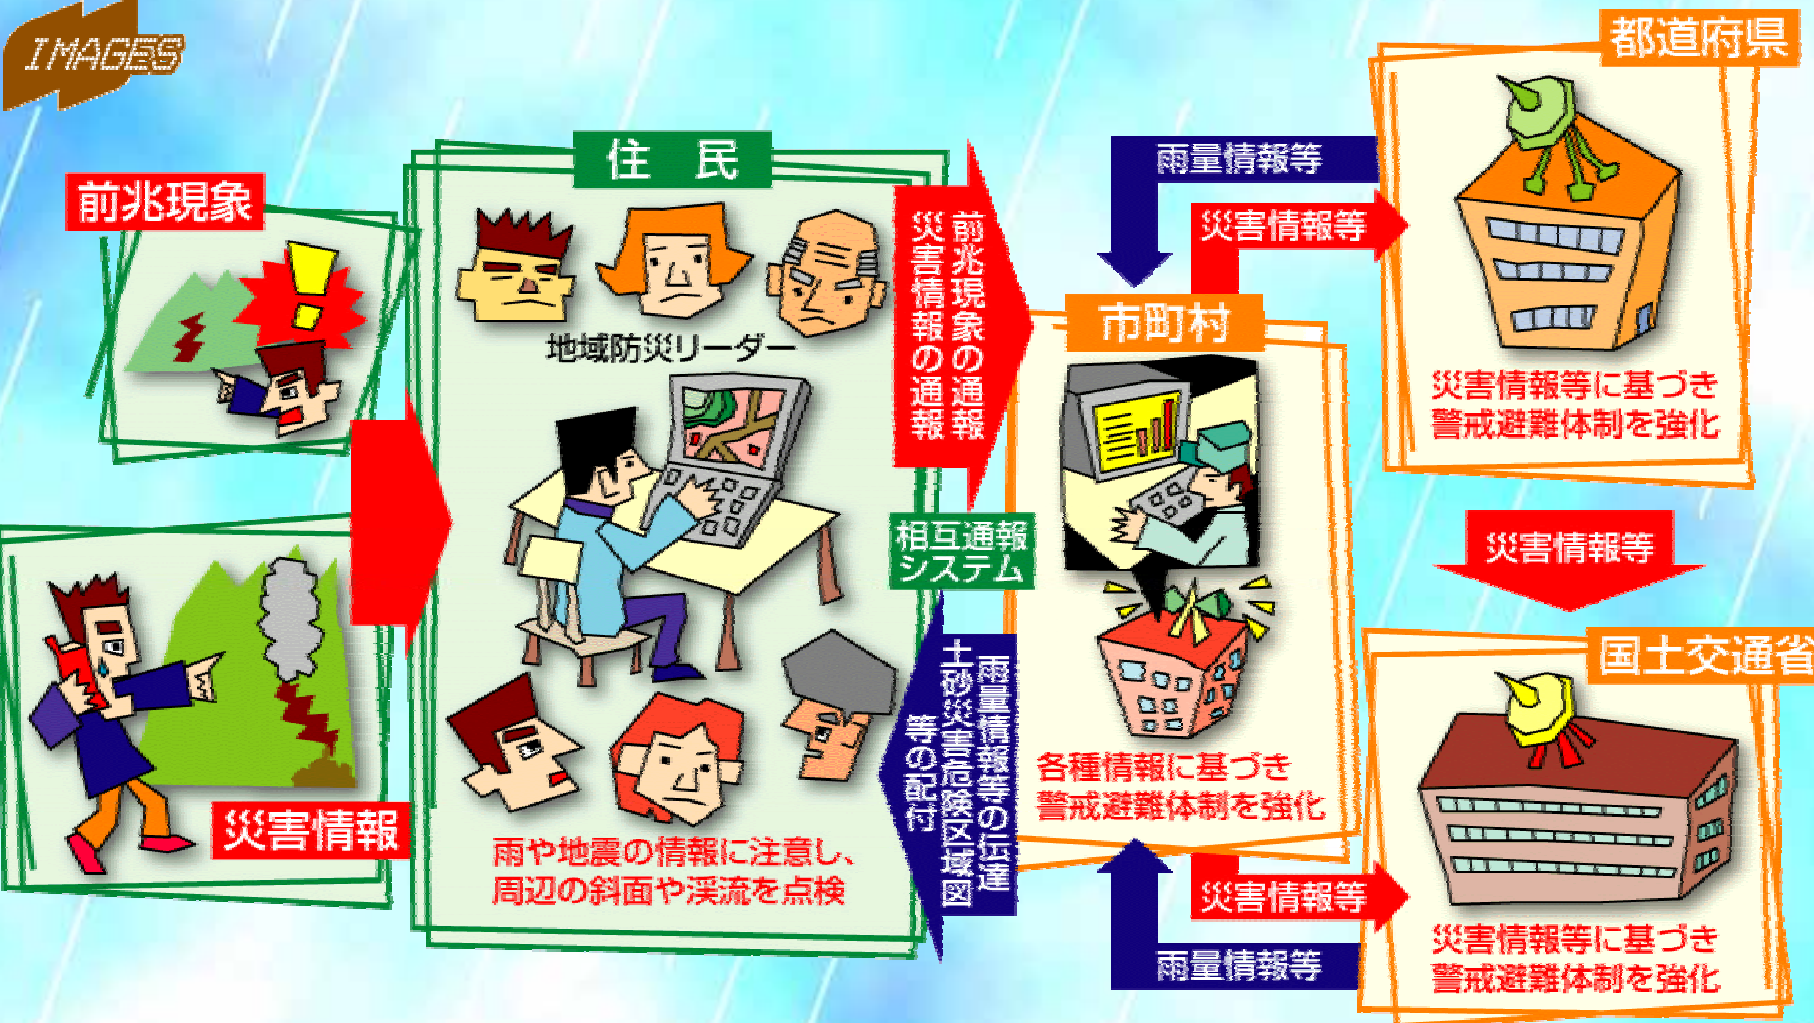 IMAGES
前兆現象
災害情報
住 民
地域防災リーダー
雨や地震の情報に注意し、
周辺の斜面や渓流を点検
前兆現象の通報
災害情報の通報
相互通報
システム
雨量情報等の伝達
土砂災害危険区域図
等の配付
市町村
各種情報に基づき
警戒避難体制を強化
雨量情報等
災害情報等
都道府県
災害情報等に基づき
警戒避難体制を強化
災害情報等
国土交通省
災害情報等に基づき
警戒避難体制を強化
災害情報等
雨量情報等